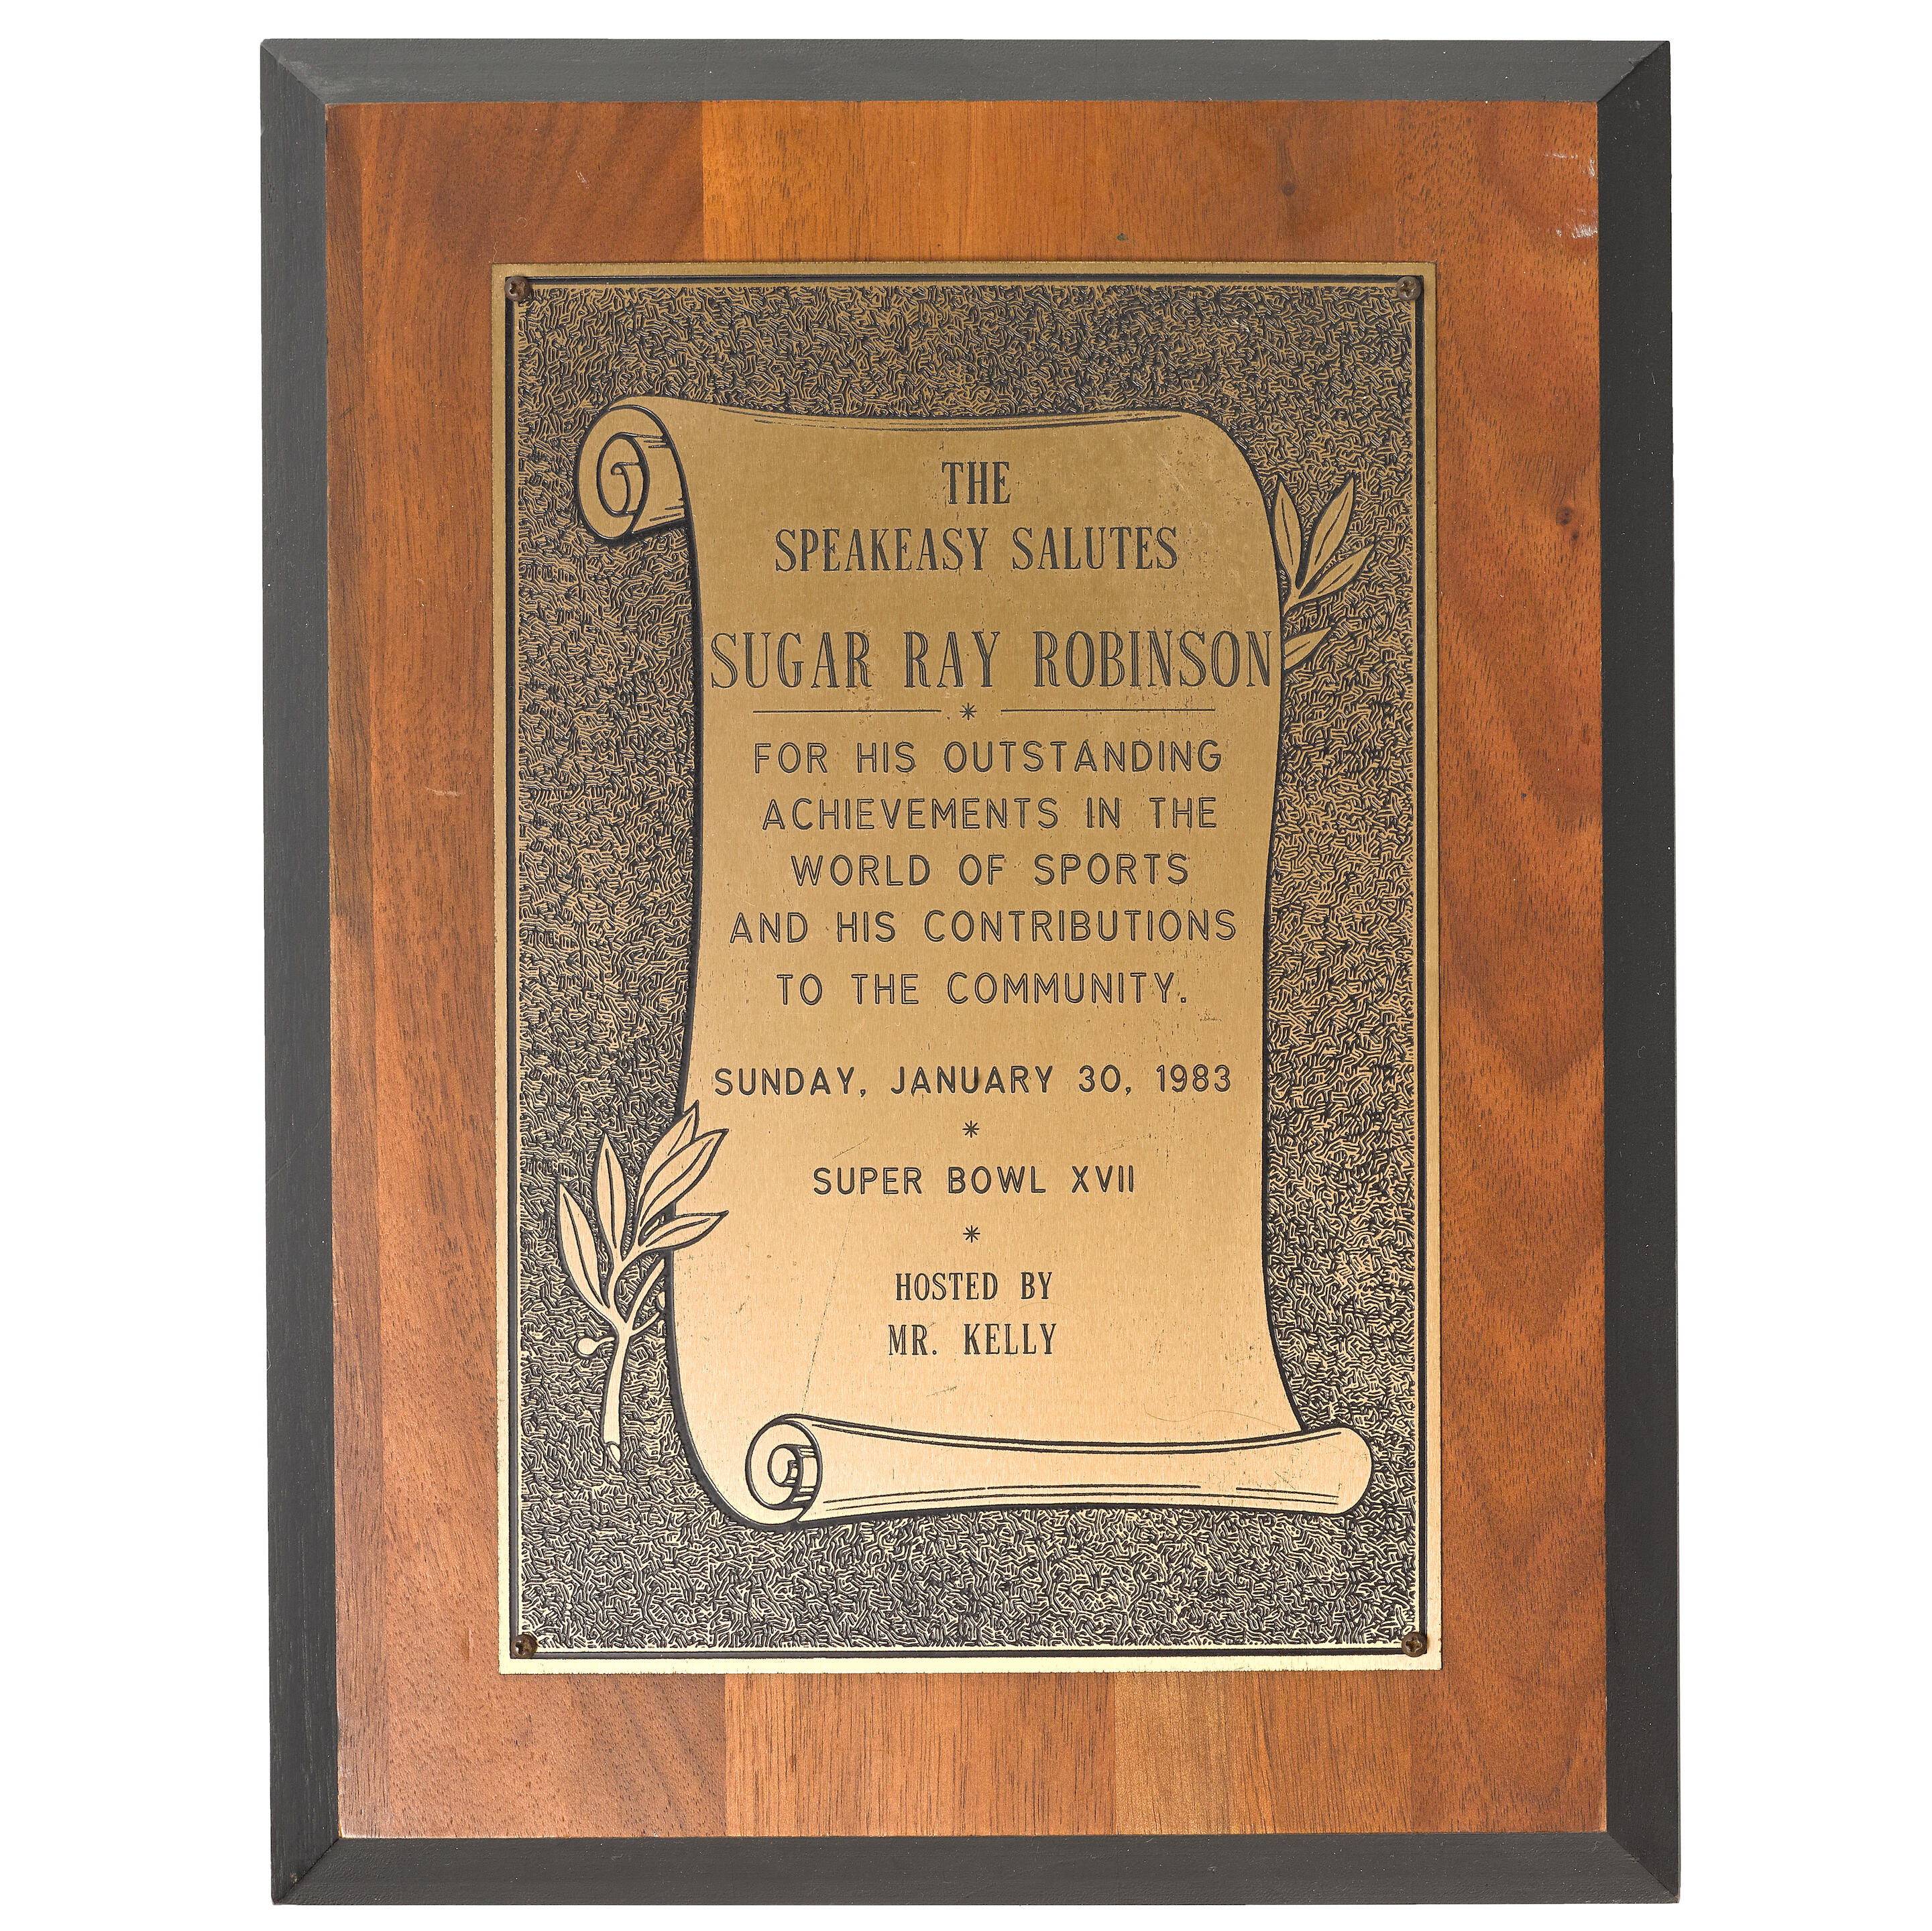 THE
SPEAKEASY SALUTES
SUGAR RAY ROBINSON
*
FOR HIS OUTSTANDING
ACHIEVEMENTS IN THE
WORLD OF SPORTS
AND HIS CONTRIBUTIONS
TO THE COMMUNITY.
SUNDAY, JANUARY 30, 1983
*
SUPER BOWL XVII
*
HOSTED BY
MR. KELLY